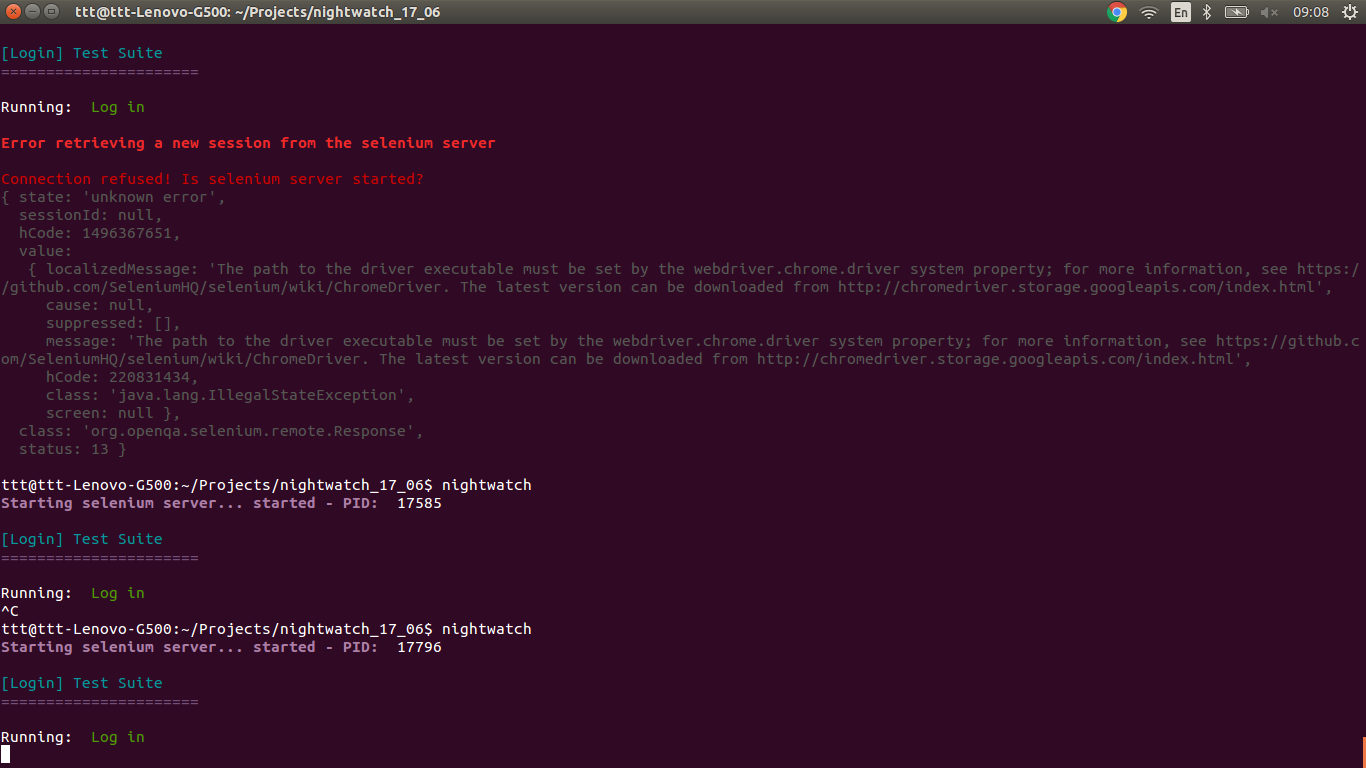 ttt@ttt-Lenovo-G500: ~/Projects/nightwatch_17_06
En
09:08
[Login] Test Suite
======================
Running:  Log in
Error retrieving a new session from the selenium server
Connection refused! Is selenium server started?
{ state: 'unknown error',
  sessionId: null,
  hCode: 1496367651,
  value:
   { localizedMessage: 'The path to the driver executable must be set by the webdriver.chrome.driver system property; for more information, see https:/
/github.com/SeleniumHQ/selenium/wiki/ChromeDriver. The latest version can be downloaded from http://chromedriver.storage.googleapis.com/index.html',
     cause: null,
     suppressed: [],
     message: 'The path to the driver executable must be set by the webdriver.chrome.driver system property; for more information, see https://github.c
om/SeleniumHQ/selenium/wiki/ChromeDriver. The latest version can be downloaded from http://chromedriver.storage.googleapis.com/index.html',
     hCode: 220831434,
     class: 'java.lang.IllegalStateException',
     screen: null },
  class: 'org.openqa.selenium.remote.Response',
  status: 13 }
ttt@ttt-Lenovo-G500:~/Projects/nightwatch_17_06$ nightwatch
Starting selenium server... started - PID:  17585
[Login] Test Suite
======================
Running:  Log in
^C
ttt@ttt-Lenovo-G500:~/Projects/nightwatch_17_06$ nightwatch
Starting selenium server... started - PID:  17796
[Login] Test Suite
======================
Running:  Log in